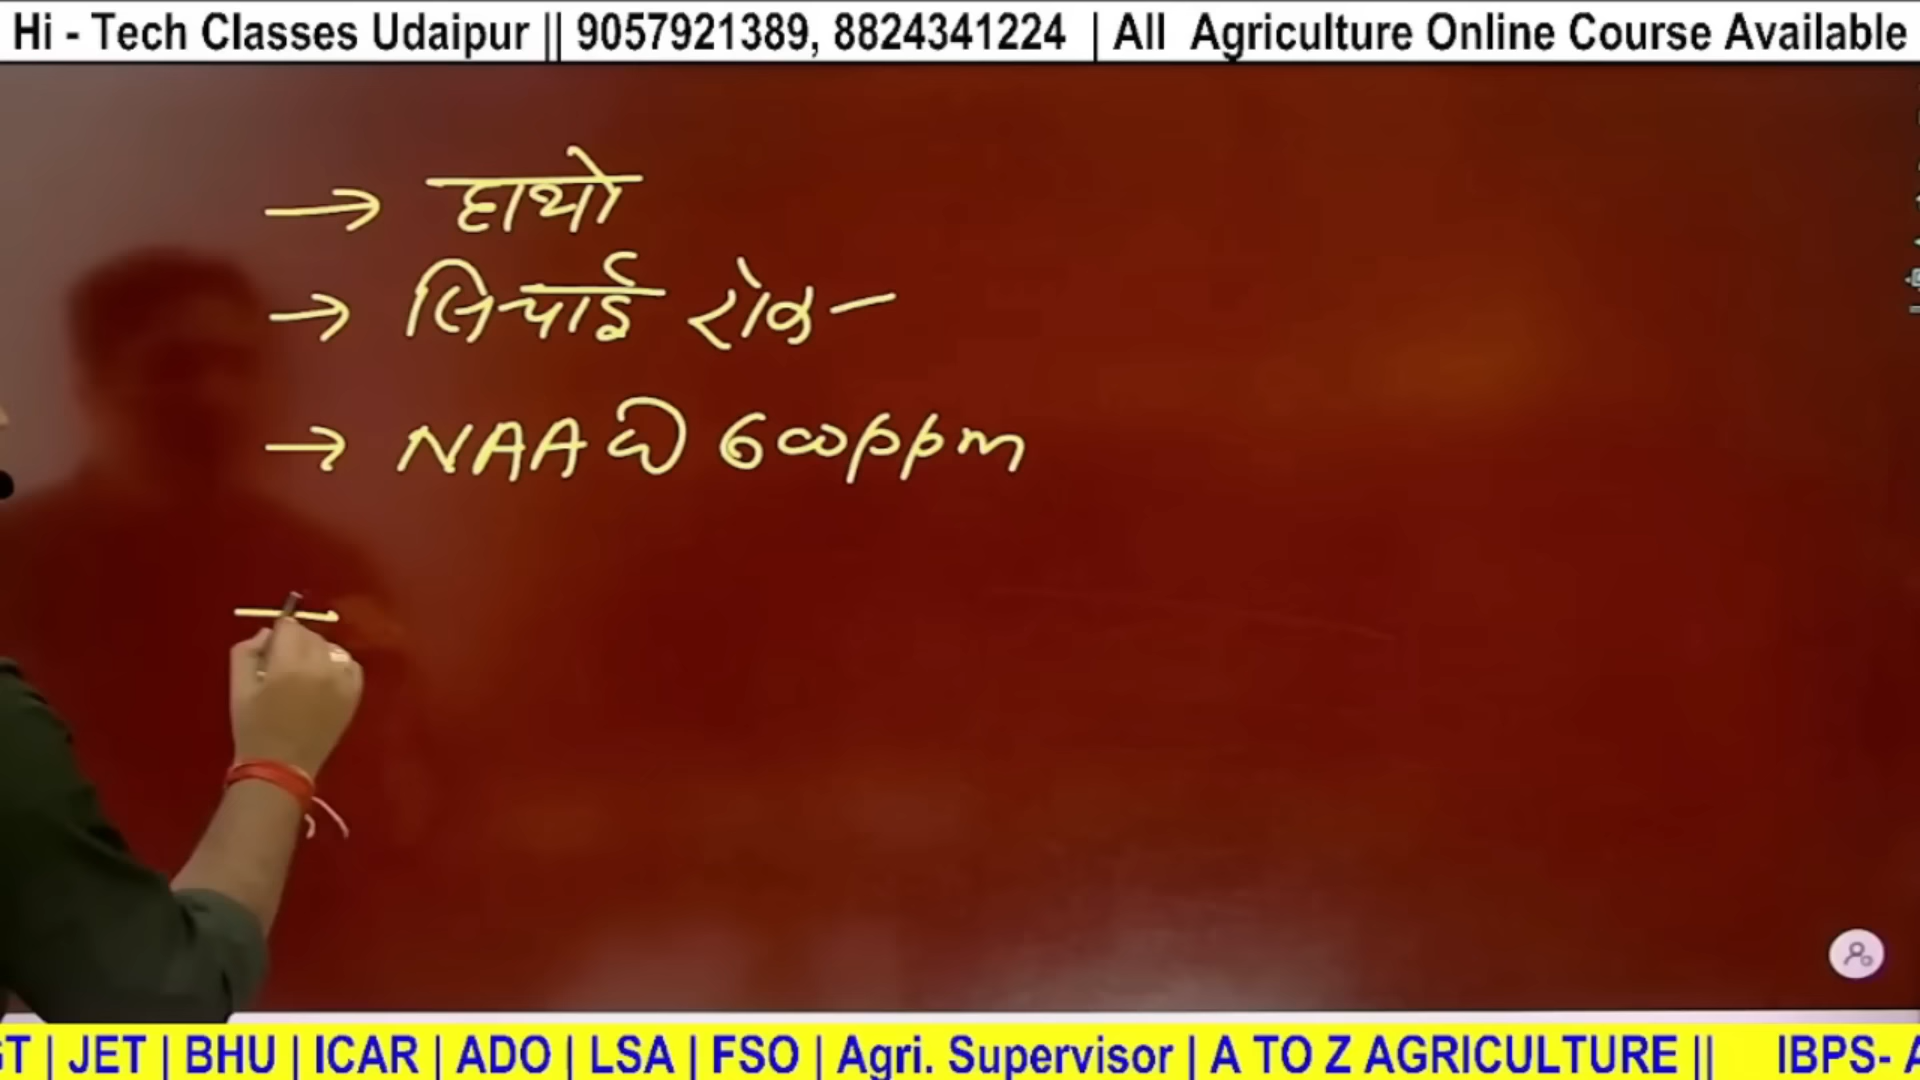 Hi - Tech Classes Udaipur || 9057921389, 8824341224 | All Agriculture Online Course Available
→ हाथो
→ सिचाई रोक -
→ NAA 600ppm
GT | JET | BHU | ICAR | ADO | LSA | FSO | Agri. Supervisor | A TO Z AGRICULTURE || IBPS- A